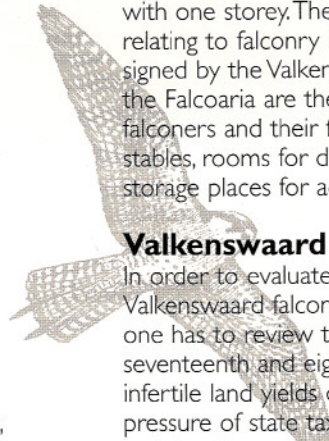 with one storey. The
relating to falconry
signed by the Valken
the Falcoaria are the
falconers and their f
stables, rooms for d
storage places for a
Valkenswaard
In order to evaluate
Valkenswaard falcon
one has to review t
seventeenth and eig
infertile land yields
pressure of state tax